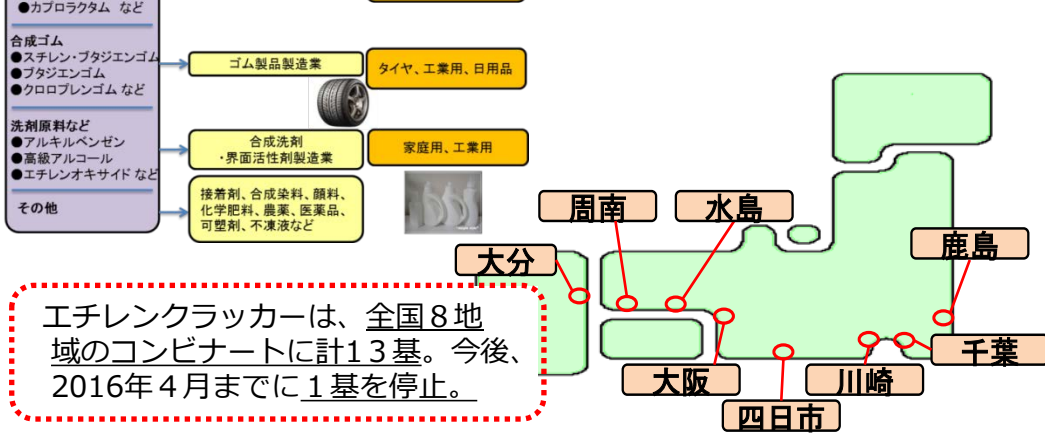 ●カプロラクタム など
合成ゴム
●スチレン・ブタジエンゴム
●ブタジエンゴム
●クロロプレンゴム など
ゴム製品製造業
タイヤ、工業用、日用品
洗剤原料など
●アルキルベンゼン
●高級アルコール
●エチレンオキサイド など
合成洗剤
・界面活性剤製造業
家庭用、工業用
その他
接着剤、合成染料、顔料、
化学肥料、農薬、医薬品、
可塑剤、不凍液など
周南
水島
大分
鹿島
千葉
大阪
川崎
四日市
エチレンクラッカーは、全国８地
域のコンビナートに計1３基。今後、
2016年４月までに１基を停止。